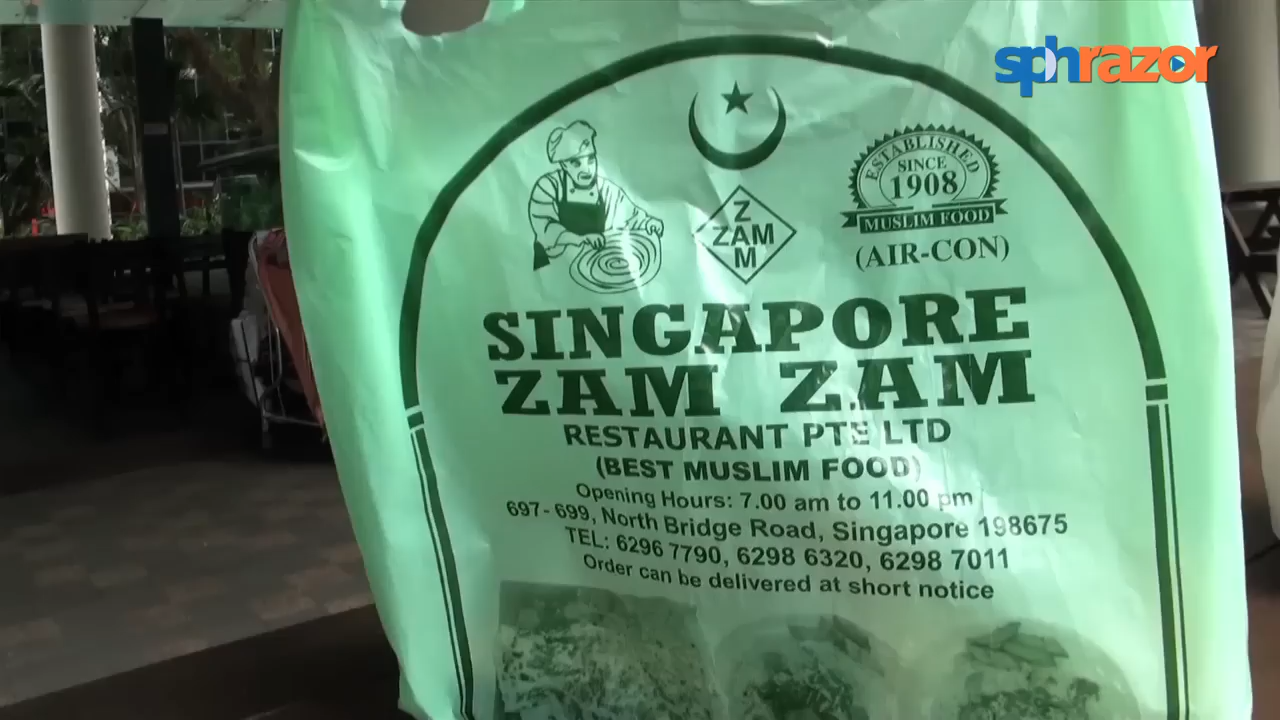 sphrazor
ESTABLISHED
SINCE
1908
MUSLIM FOOD
(AIR-CON)
Z
ZAM
M
SINGAPORE
ZAM ZAM
RESTAURANT PTE LTD
(BEST MUSLIM FOOD)
Opening Hours: 7.00 am to 11.00 pm
697 - 699, North Bridge Road, Singapore 198675
TEL: 6296 7790, 6298 6320, 6298 7011
Order can be delivered at short notice